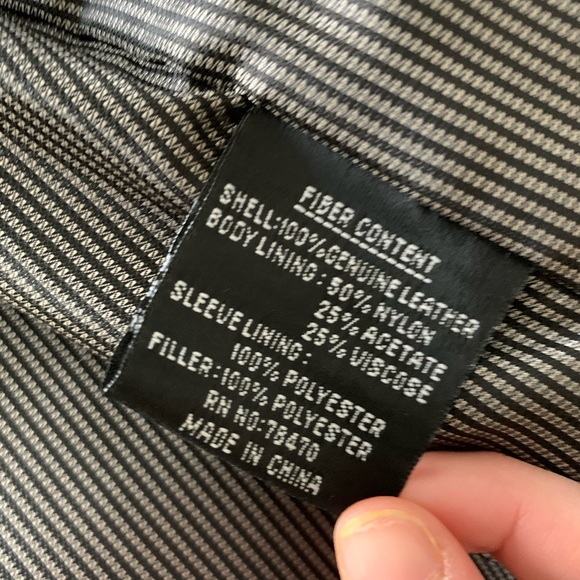 FIBER CONTENT
SHELL:100%GENUINE LEATHER
BODY LINING: 50% NYLON
25% ACETATE
25% VISCOSE
SLEEVE LINING:
100% POLYESTER
FILLER:100% POLYESTER
RN NO:78470
MADE IN CHINA